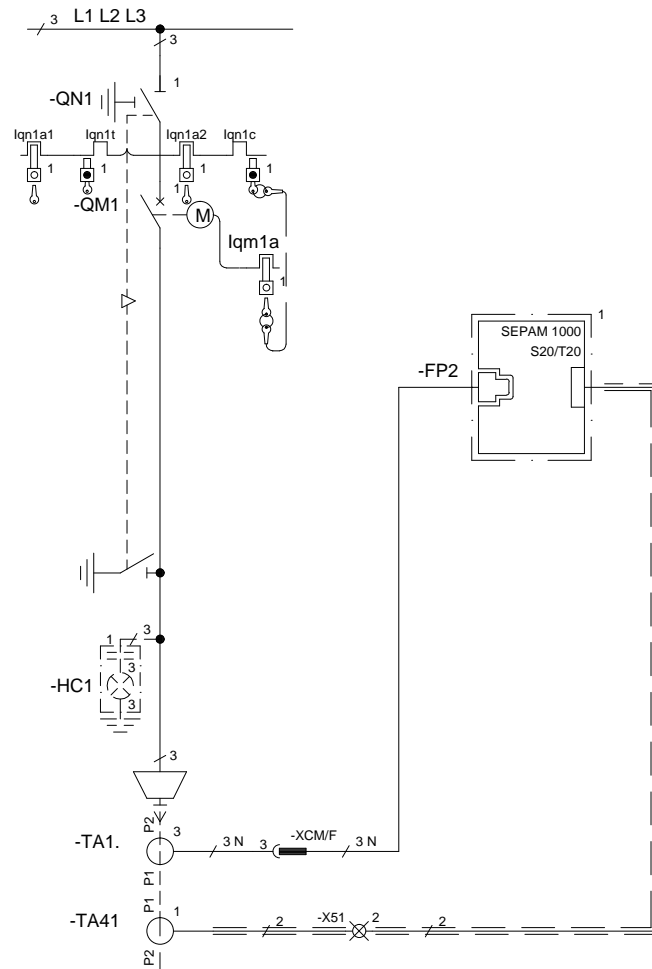 3 L1 L2 L3
3
1
-QN1
Iqn1a1 Iqn1t Iqn1a2 Iqn1c
1 1 1 1
1
-QM1
M
Iqm1a
1
1
SEPAM 1000
S20/T20
-FP2
3
1
3
-HC1
3
3
P2
3
-TA1.
3 N 3 -XCM/F 3 N
P1
P1
1
-TA41
2 -X51 2 2
P2